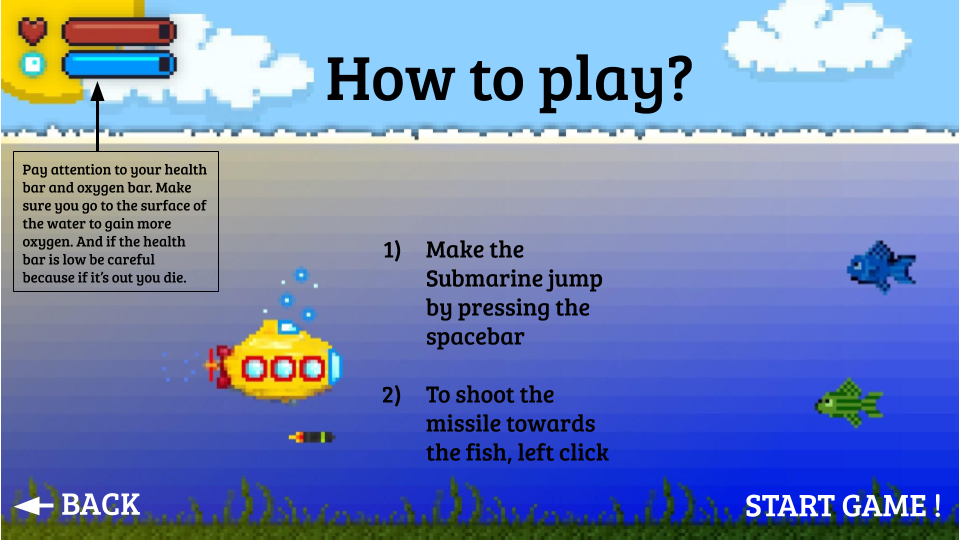 How to play?
Pay attention to your health
bar and oxygen bar. Make
sure you go to the surface of
the water to gain more
oxygen. And if the health
bar is low be careful
because if it's out you die.
1) Make the
Submarine jump
by pressing the
spacebar
2) To shoot the
missile towards
the fish, left click
BACK
START GAME !